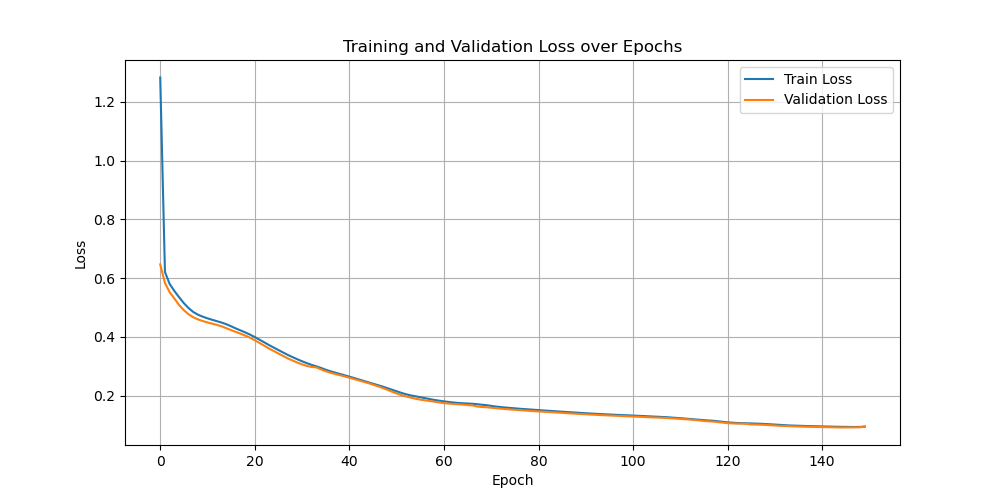 Training and Validation Loss over Epochs
Train Loss
Validation Loss
1.2
1.0
0.8
0.6
0.4
0.2
Loss
0 20 40 60 80 100 120 140
Epoch